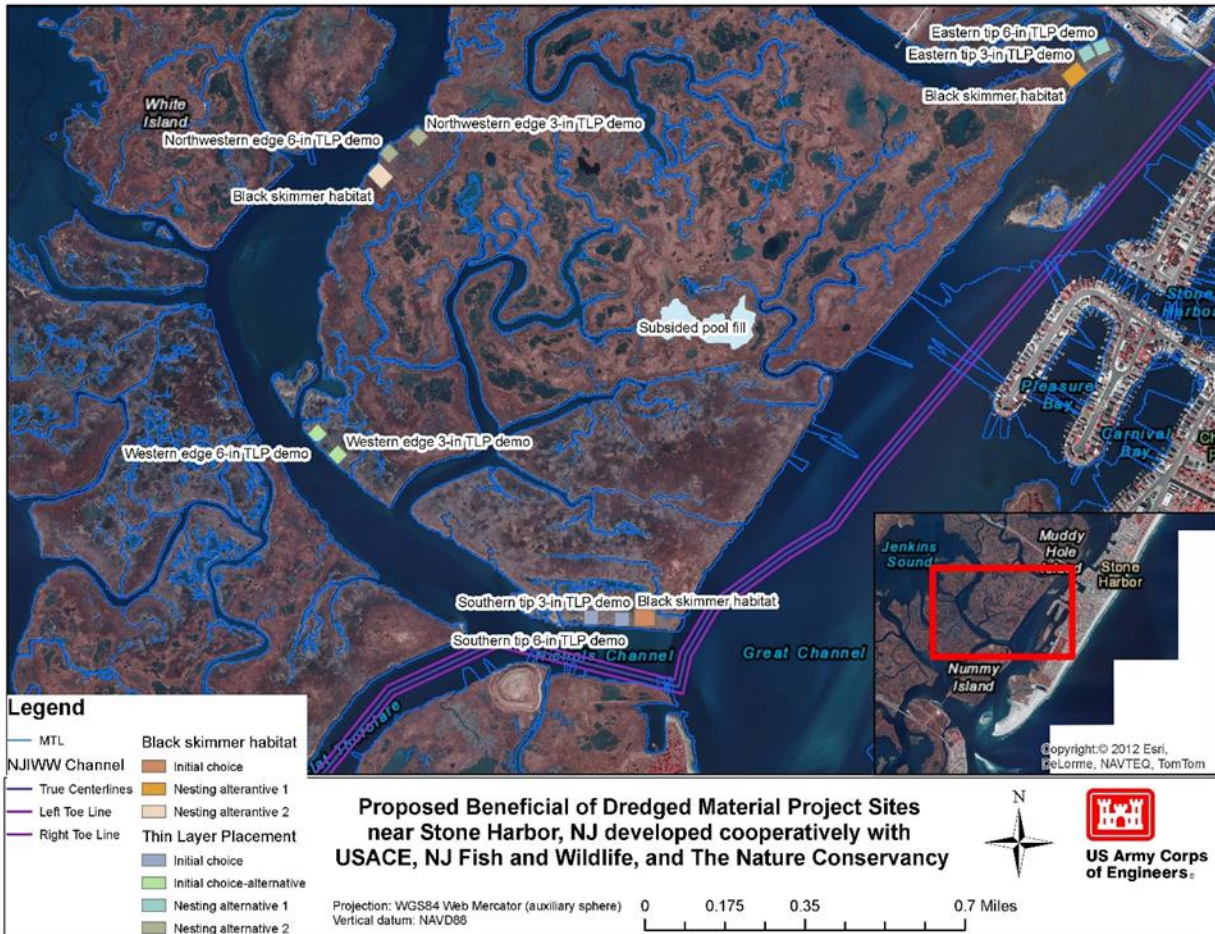 Eastern tip 6-in TLP demo
Eastern tip 3-in TLP demo
Black skimmer habitat
White
Island
Northwestern edge 3-in TLP demo
Northwestern edge 6-in TLP demo
Black skimmer habitat
Subsided pool fill
Stone
Harbor
Pleasure
Bay
Carnival
Bay
Western edge 3-in TLP demo
Western edge 6-in TLP demo
Southern tip 3-in TLP demo
Black skimmer habitat
Southern tip 6-in TLP demo
Nichols Channel
Great Channel
Jenkins
Sound
Muddy
Hole
Stone
Harbor
Nummy
Island
Copyright:© 2012 Esri,
DeLorme, NAVTEQ, TomTom
Legend
MTL
NJIWW Channel
True Centerlines
Left Toe Line
Right Toe Line
Black skimmer habitat
Initial choice
Nesting alterantive 1
Nesting alterantive 2
Thin Layer Placement
Initial choice
Initial choice-alternative
Nesting alternative 1
Nesting alternative 2
Proposed Beneficial of Dredged Material Project Sites
near Stone Harbor, NJ developed cooperatively with
USACE, NJ Fish and Wildlife, and The Nature Conservancy
Projection: WGS84 Web Mercator (auxiliary sphere)
Vertical datum: NAVD88
0 0.175 0.35 0.7 Miles
N
US Army Corps
of Engineers®